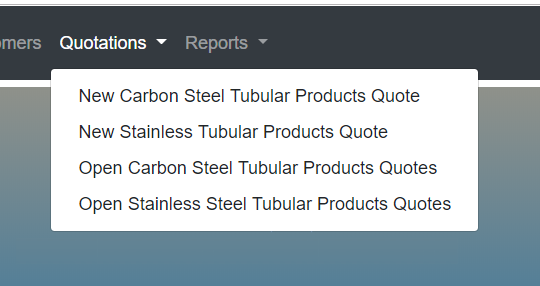 omers Quotations Reports
New Carbon Steel Tubular Products Quote
New Stainless Tubular Products Quote
Open Carbon Steel Tubular Products Quotes
Open Stainless Steel Tubular Products Quotes